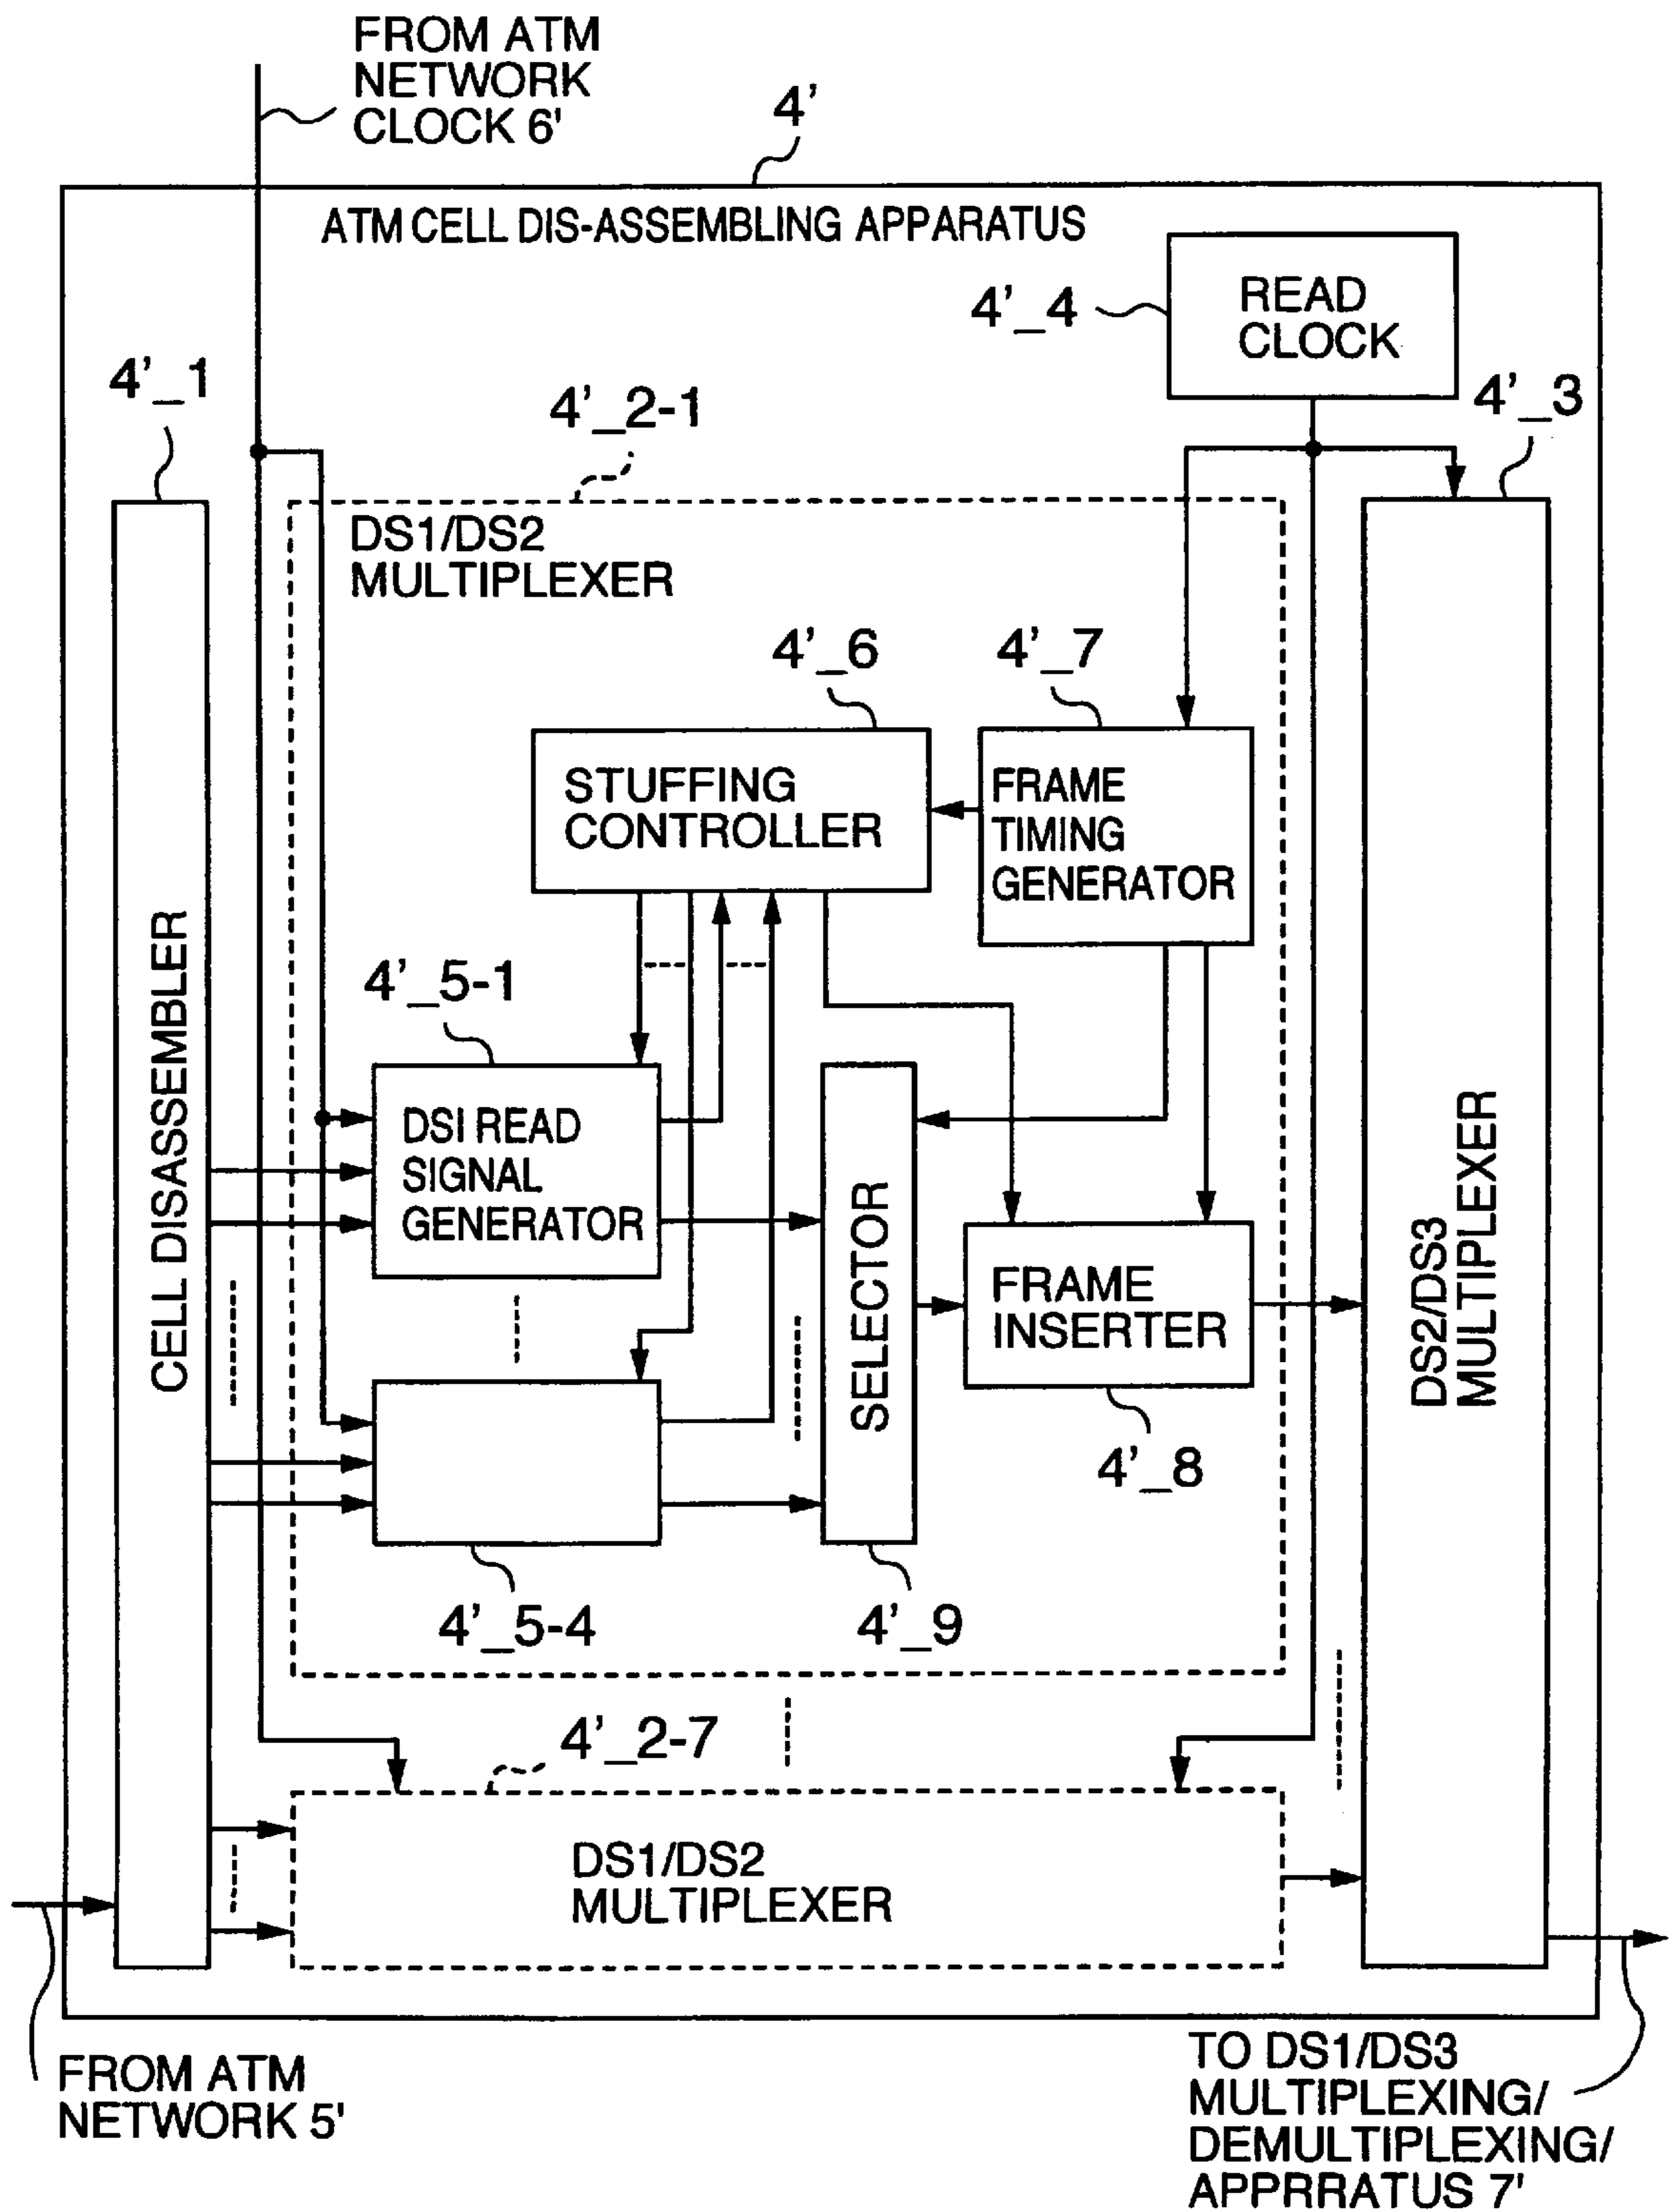 FROM ATM
NETWORK
CLOCK 6'
4'
ATM CELL DIS-ASSEMBLING APPARATUS
READ
CLOCK
4'_4
4'_1
4'_2-1
4'_3
DS1/DS2
MULTIPLEXER
4'_6
4'_7
STUFFING
CONTROLLER
FRAME
TIMING
GENERATOR
4'_5-1
CELL DISASSEMBLER
DSI READ
SIGNAL
GENERATOR
SELECTOR
FRAME
INSERTER
DS2/DS3
MULTIPLEXER
4'_8
4'_5-4
4'_9
4'_2-7
DS1/DS2
MULTIPLEXER
FROM ATM
NETWORK 5'
TO DS1/DS3
MULTIPLEXING/
DEMULTIPLEXING/
APPRRATUS 7'